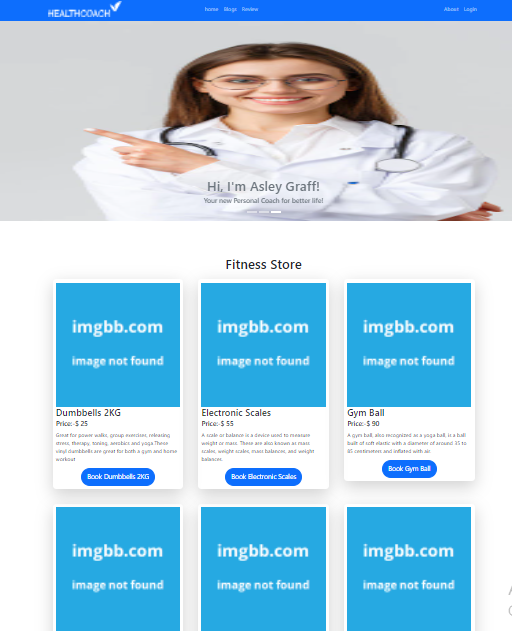 HEALTHCOACH
home Blogs Review
About Login
Hi, I'm Asley Graff!
Your new Personal Coach for better life!
Fitness Store
imgbb.com
image not found
imgbb.com
image not found
imgbb.com
image not found
Dumbbells 2KG
Price:-$ 25
Great for power walks, group exercises, releasing
stress, therapy, toning, aerobics and yoga These
vinyl dumbbells are great for both a gym and home
workout
Book Dumbbells 2KG
Electronic Scales
Price:-$ 55
A scale or balance is a device used to measure
weight or mass. These are also known as mass
scales, weight scales, mass balances, and weight
balances
Book Electronic Scales
Gym Ball
Price:-$ 90
A gym ball, also recognized as a yoga ball, is a ball
built of soft elastic with a diameter of around 35 to
85 centimeters and inflated with air.
Book Gym Ball
imgbb.com
image not found
imgbb.com
image not found
imgbb.com
image not found